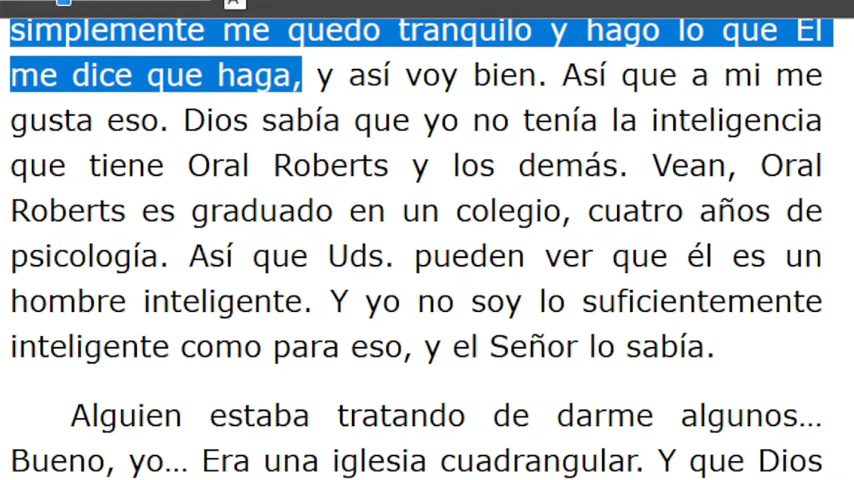 simplemente me quedo tranquilo y hago lo que El
me dice que haga, y así voy bien. Así que a mi me
gusta eso. Dios sabía que yo no tenía la inteligencia
que tiene Oral Roberts y los demás. Vean, Oral
Roberts es graduado en un colegio, cuatro años de
psicología. Así que Uds. pueden ver que él es un
hombre inteligente. Y yo no soy lo suficientemente
inteligente como para eso, y el Señor lo sabía.
Alguien estaba tratando de darme algunos…
Bueno, yo… Era una iglesia cuadrangular. Y que Dios